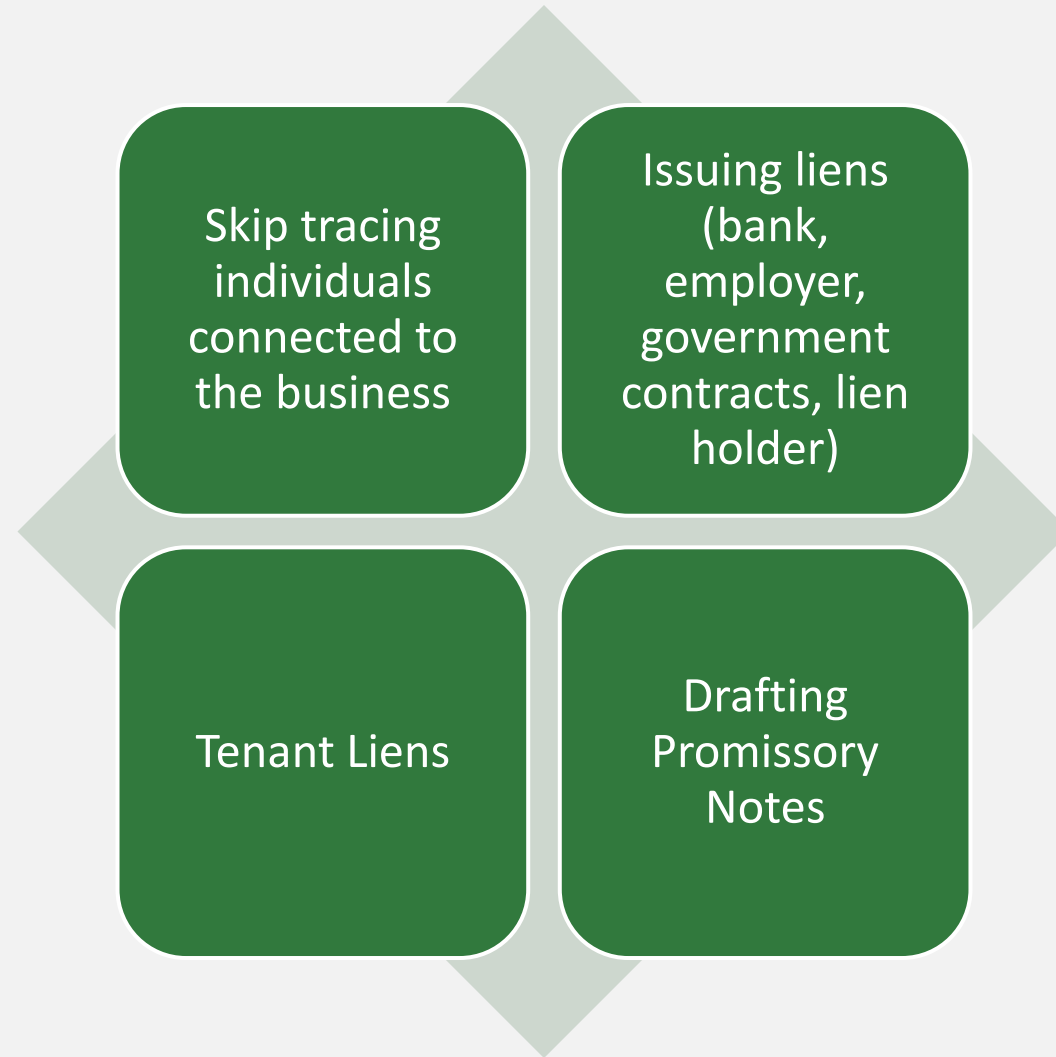 Skip tracing
individuals
connected to
the business
Issuing liens
(bank,
employer,
government
contracts, lien
holder)
Tenant Liens
Drafting
Promissory
Notes